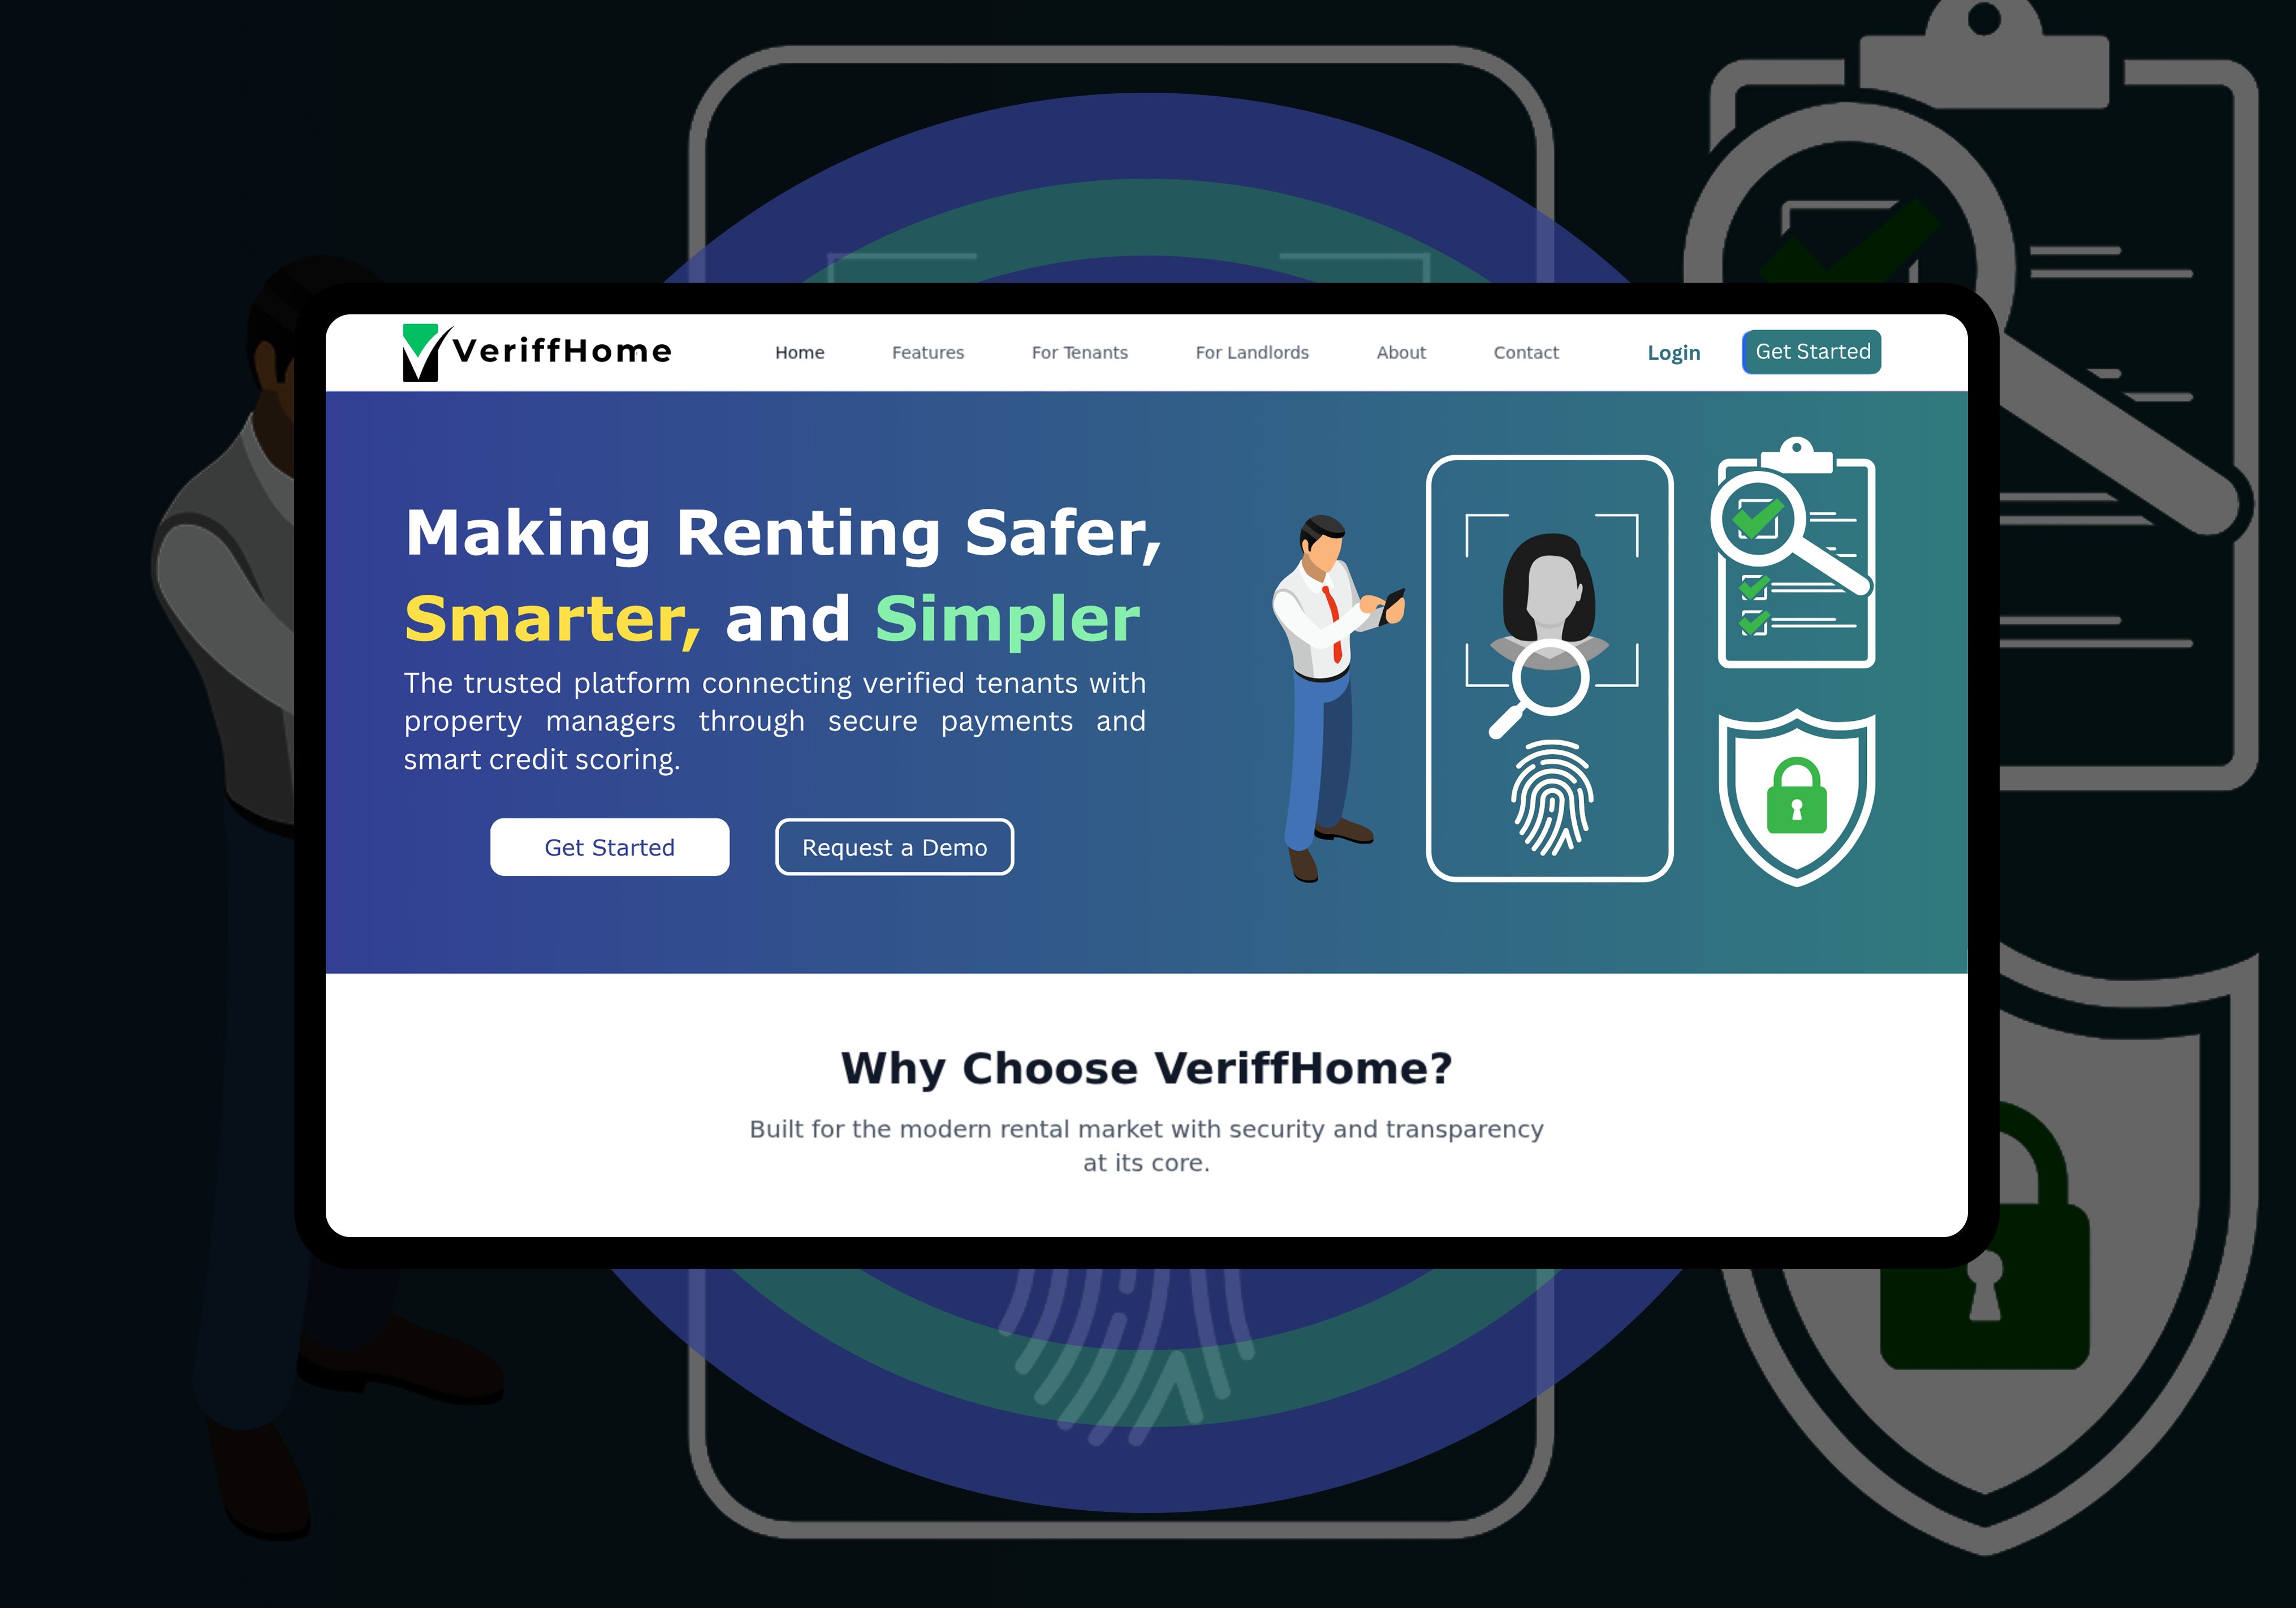 VeriffHome
Home
Features
For Tenants
For Landlords
About
Contact
Login
Get Started
Making Renting Safer,
Smarter, and Simpler
The trusted platform connecting verified tenants with
property managers through secure payments and
smart credit scoring.
Get Started
Request a Demo
Why Choose VeriffHome?
Built for the modern rental market with security and transparency
at its core.